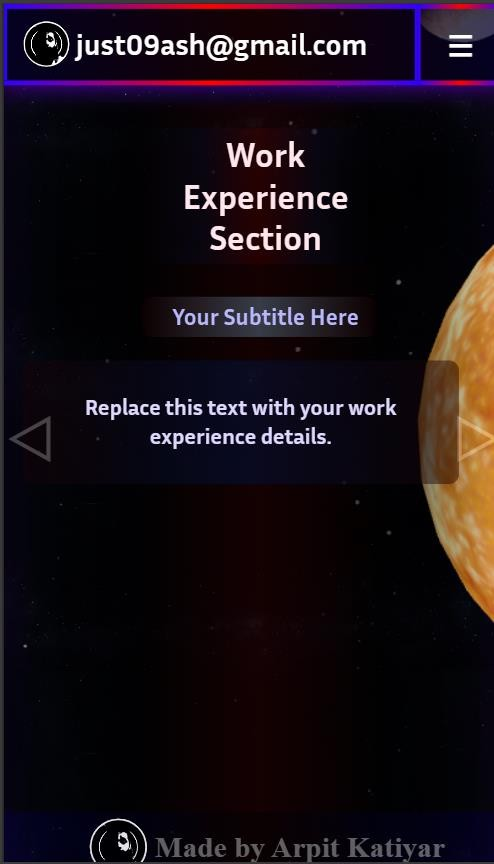 just09ash@gmail.com
Work
Experience
Section
Your Subtitle Here
Replace this text with your work
experience details.
Made by Arpit Katiyar